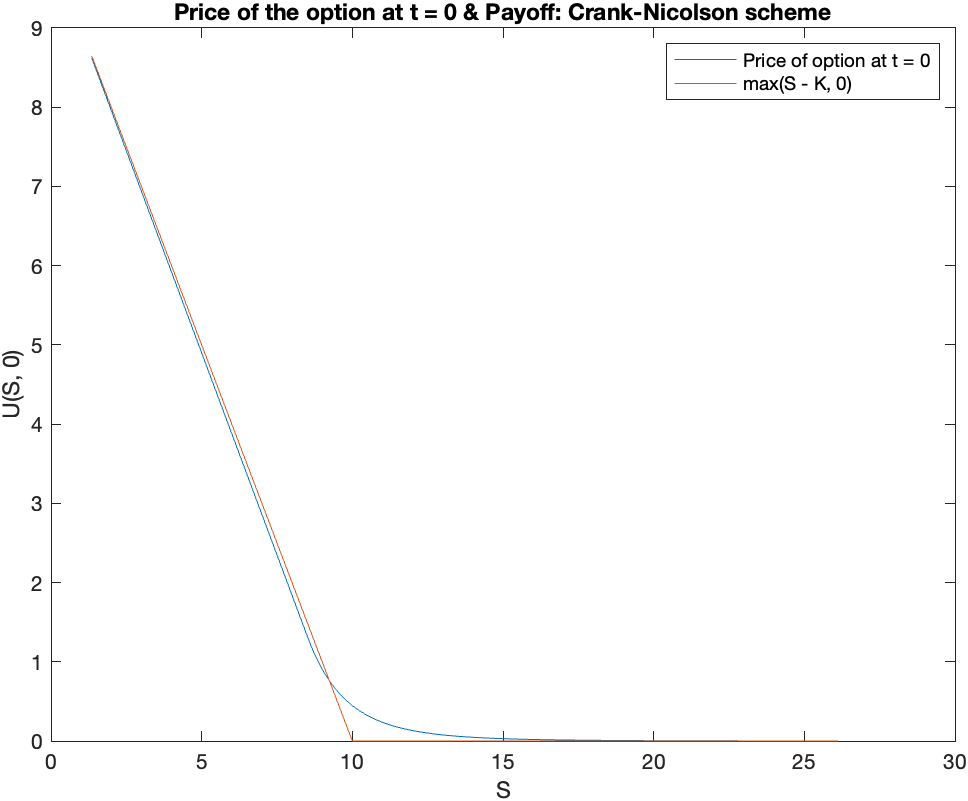 Price of the option at t = 0 & Payoff: Crank-Nicolson scheme
Price of option at t = 0
max(S - K, 0)
9
8
7
6
5
4
3
2
1
0
U(S, 0)
0 5 10 15 20 25 30
S